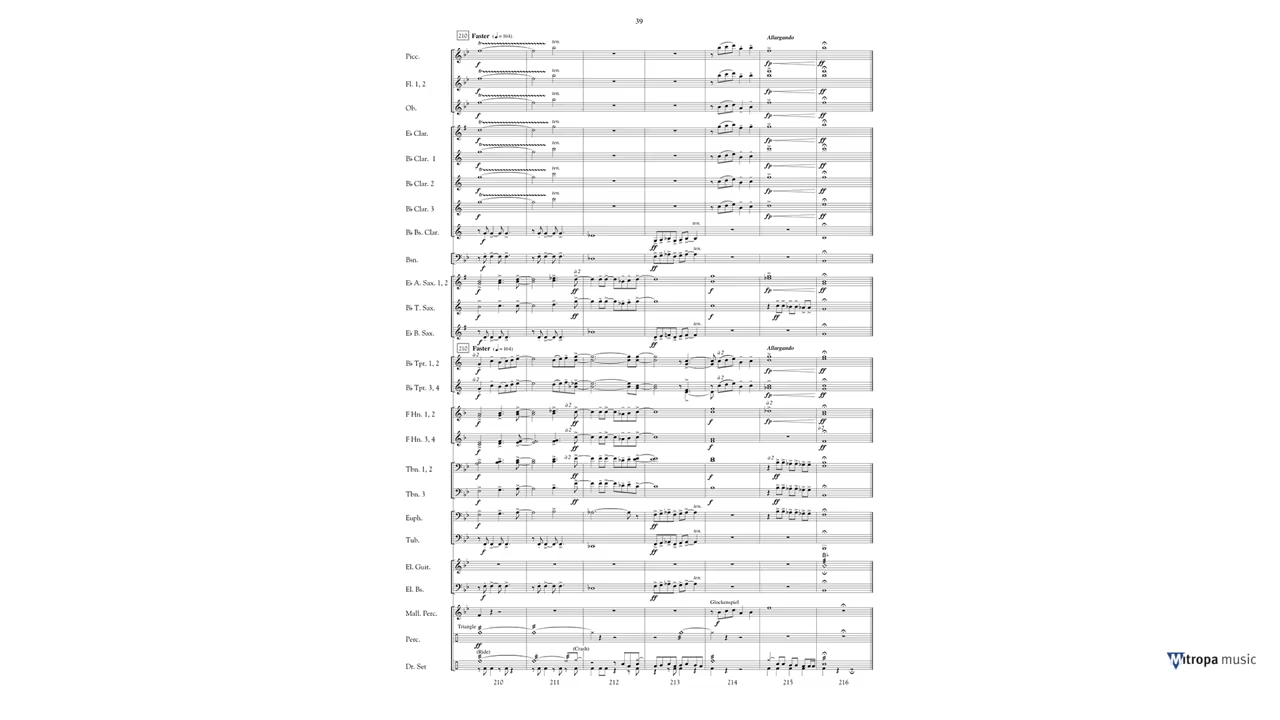 39
210 Faster (♩= 164)
Allargando
Picc.
Fl. 1, 2
Ob.
E♭ Clar.
B♭ Clar. 1
B♭ Clar. 2
B♭ Clar. 3
B♭ Bs. Clar.
Bsn.
E♭ A. Sax. 1, 2
B♭ T. Sax.
E♭ B. Sax.
210 Faster (♩= 164)
Allargando
B♭ Tpt. 1, 2
B♭ Tpt. 3, 4
F Hn. 1, 2
F Hn. 3, 4
Tbn. 1, 2
Tbn. 3
Euph.
Tub.
El. Guit.
El. Bs.
Glockenspiel
Mall. Perc.
Triangle
Perc.
(Ride)
(Crash)
Dr. Set
210 211 212 213 214 215 216
Mitropa music